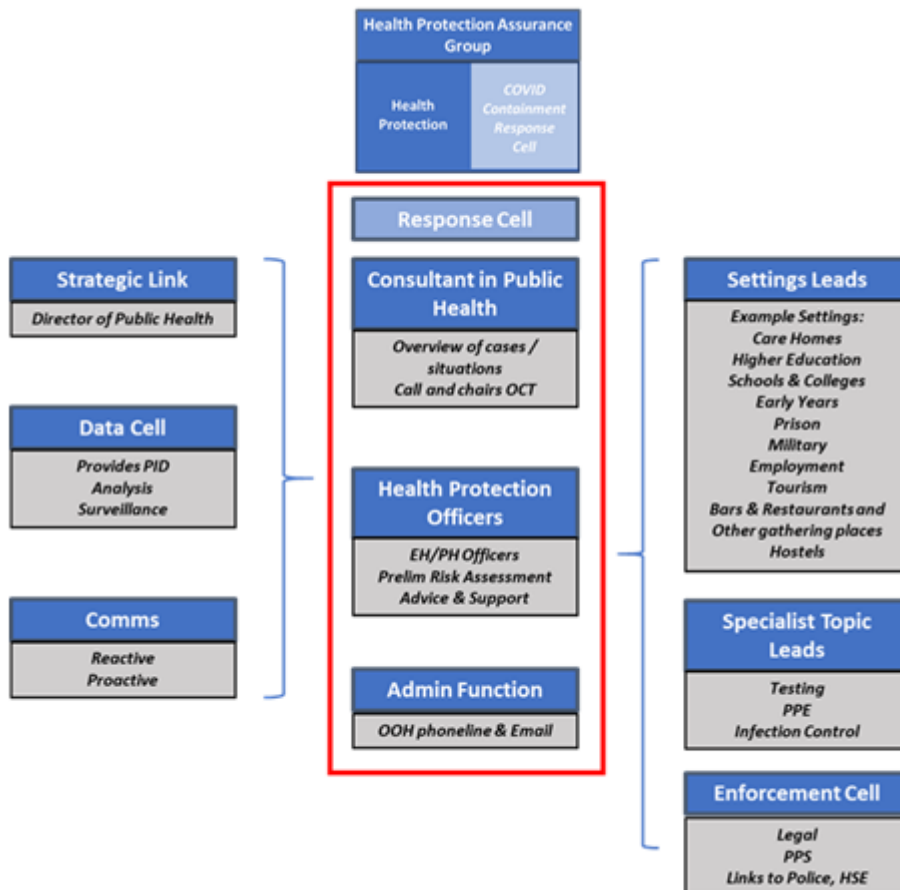 Health Protection Assurance
Group
Health
Protection
COVID
Containment
Response
Cell
Response Cell
Strategic Link
Director of Public Health
Data Cell
Provides PID
Analysis
Surveillance
Comms
Reactive
Proactive
Consultant in Public
Health
Overview of cases /
situations
Call and chairs OCT
Health Protection
Officers
EH/PH Officers
Prelim Risk Assessment
Advice & Support
Admin Function
OOH phoneline & Email
Settings Leads
Example Settings:
Care Homes
Higher Education
Schools & Colleges
Early Years
Prison
Military
Employment
Tourism
Bars & Restaurants and
Other gathering places
Hostels
Specialist Topic
Leads
Testing
PPE
Infection Control
Enforcement Cell
Legal
PPS
Links to Police, HSE